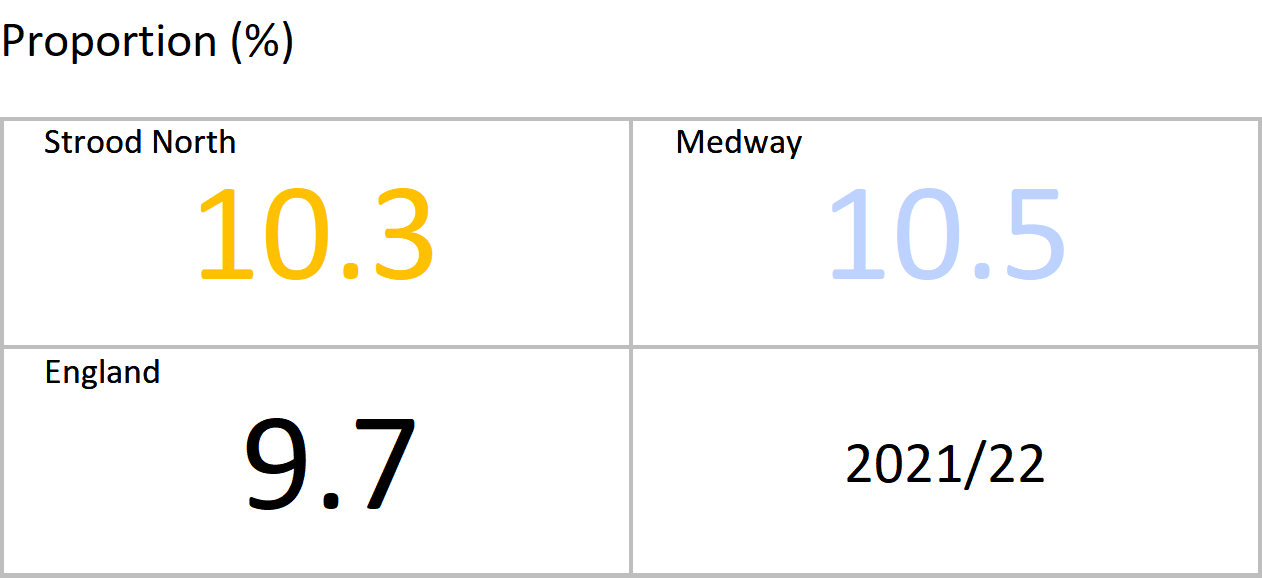 Proportion (%)
Strood North
10.3
Medway
10.5
England
9.7
2021/22